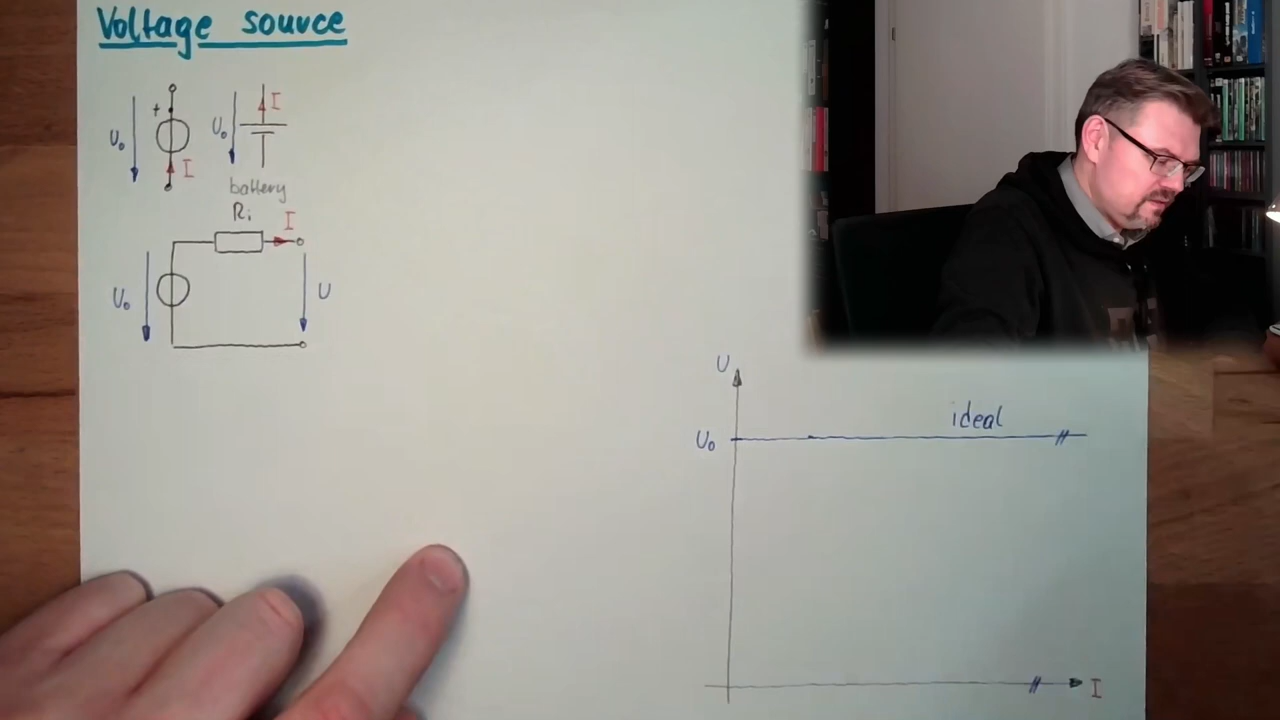 Voltage source
+
U₀
I
U₀
I
battery
Ri
I
U₀
U
U
U₀
ideal
I